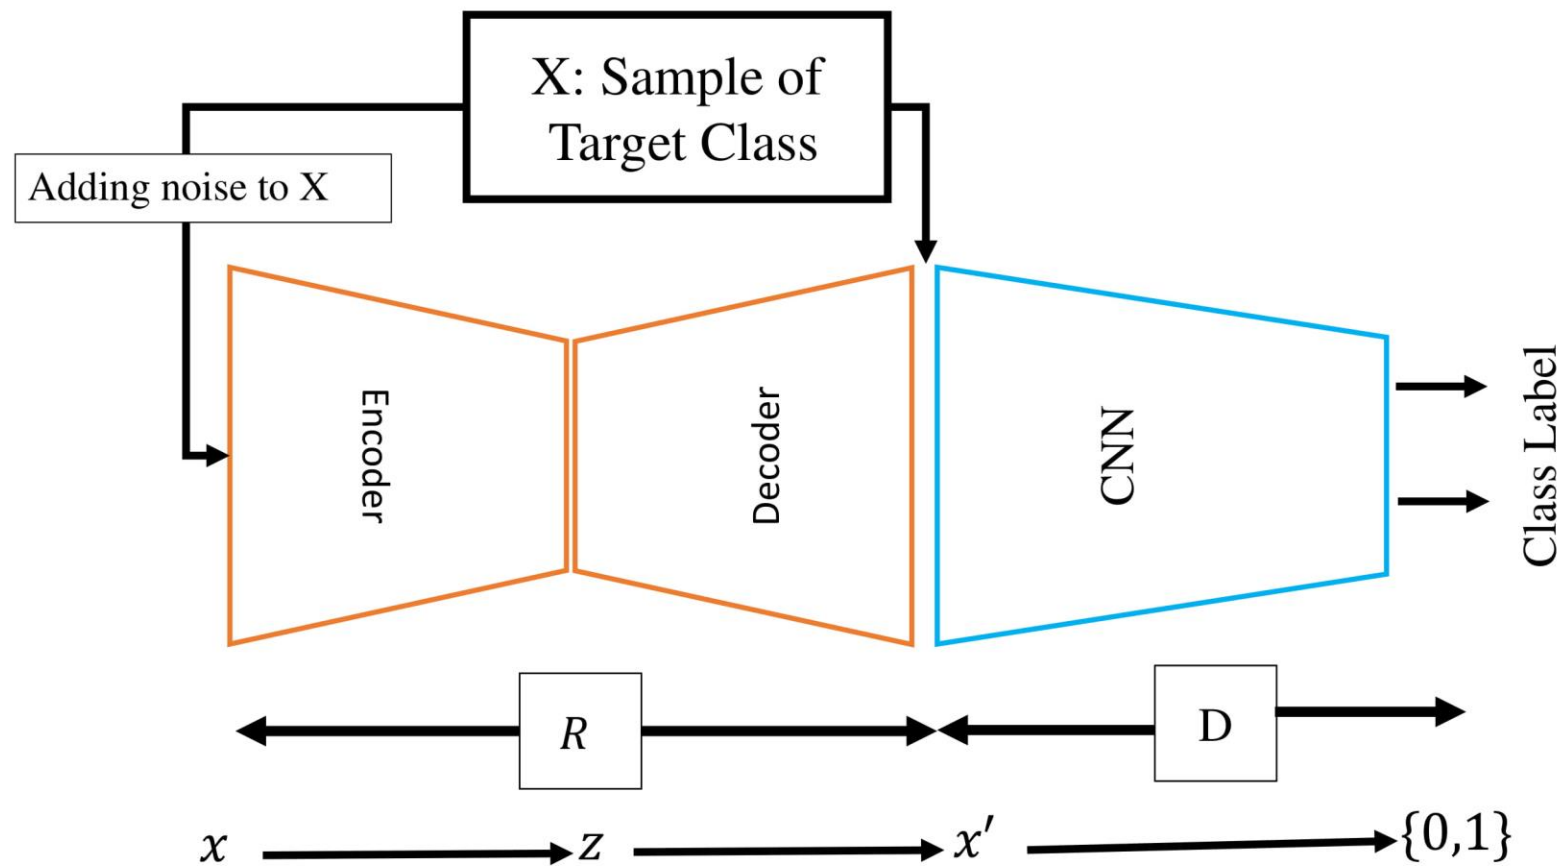 X: Sample of
Target Class
Adding noise to X
Encoder
Decoder
CNN
Class Label
R
D
x
z
x′
{0,1}